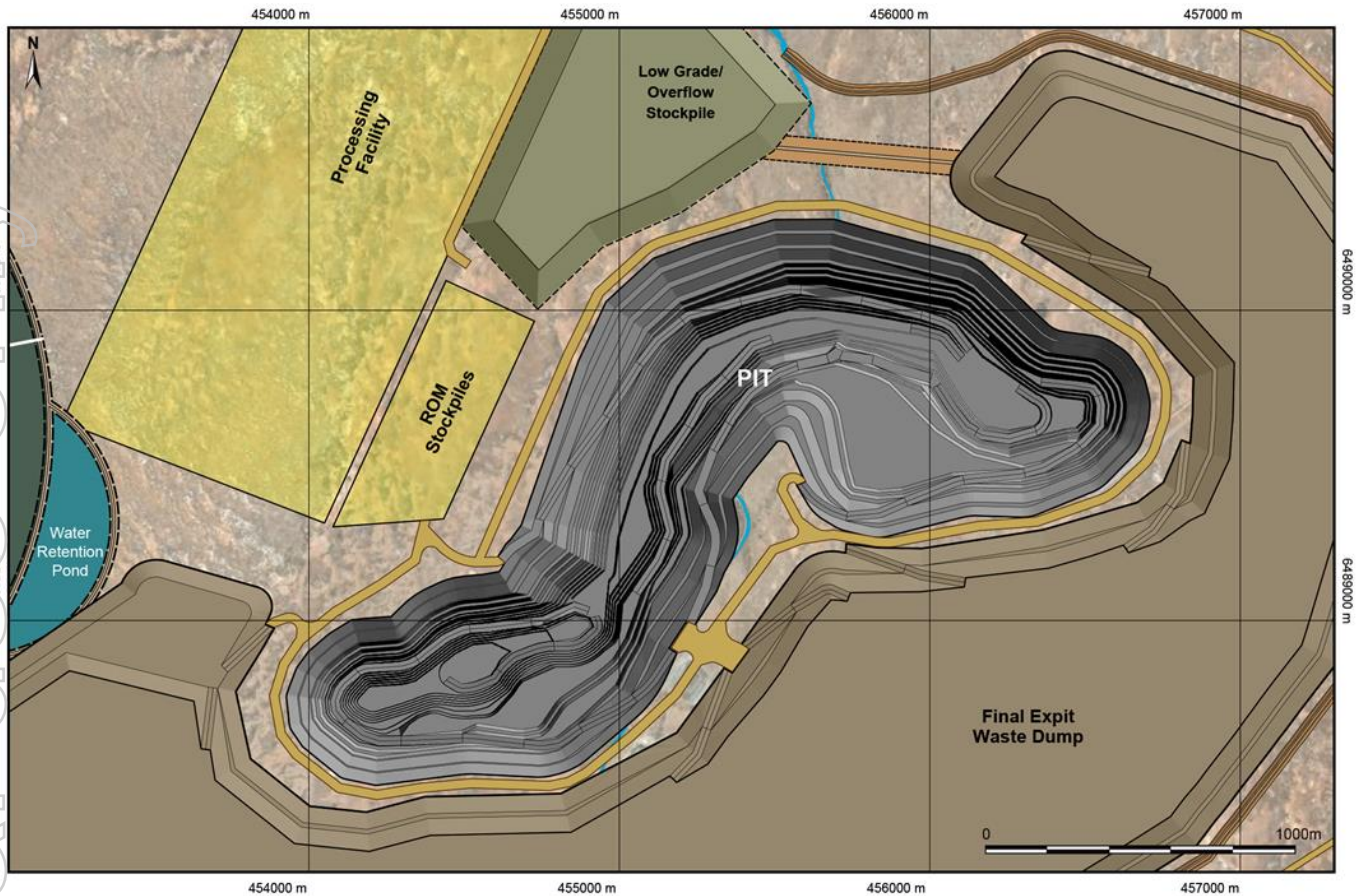 454000 m
455000 m
456000 m
457000 m
N
Low Grade/
Overflow
Stockpile
Processing
Facility
6490000 m
PIT
ROM
Stockpiles
Water
Retention
Pond
6489000 m
Final Expit
Waste Dump
0
1000m
454000 m
455000 m
456000 m
457000 m